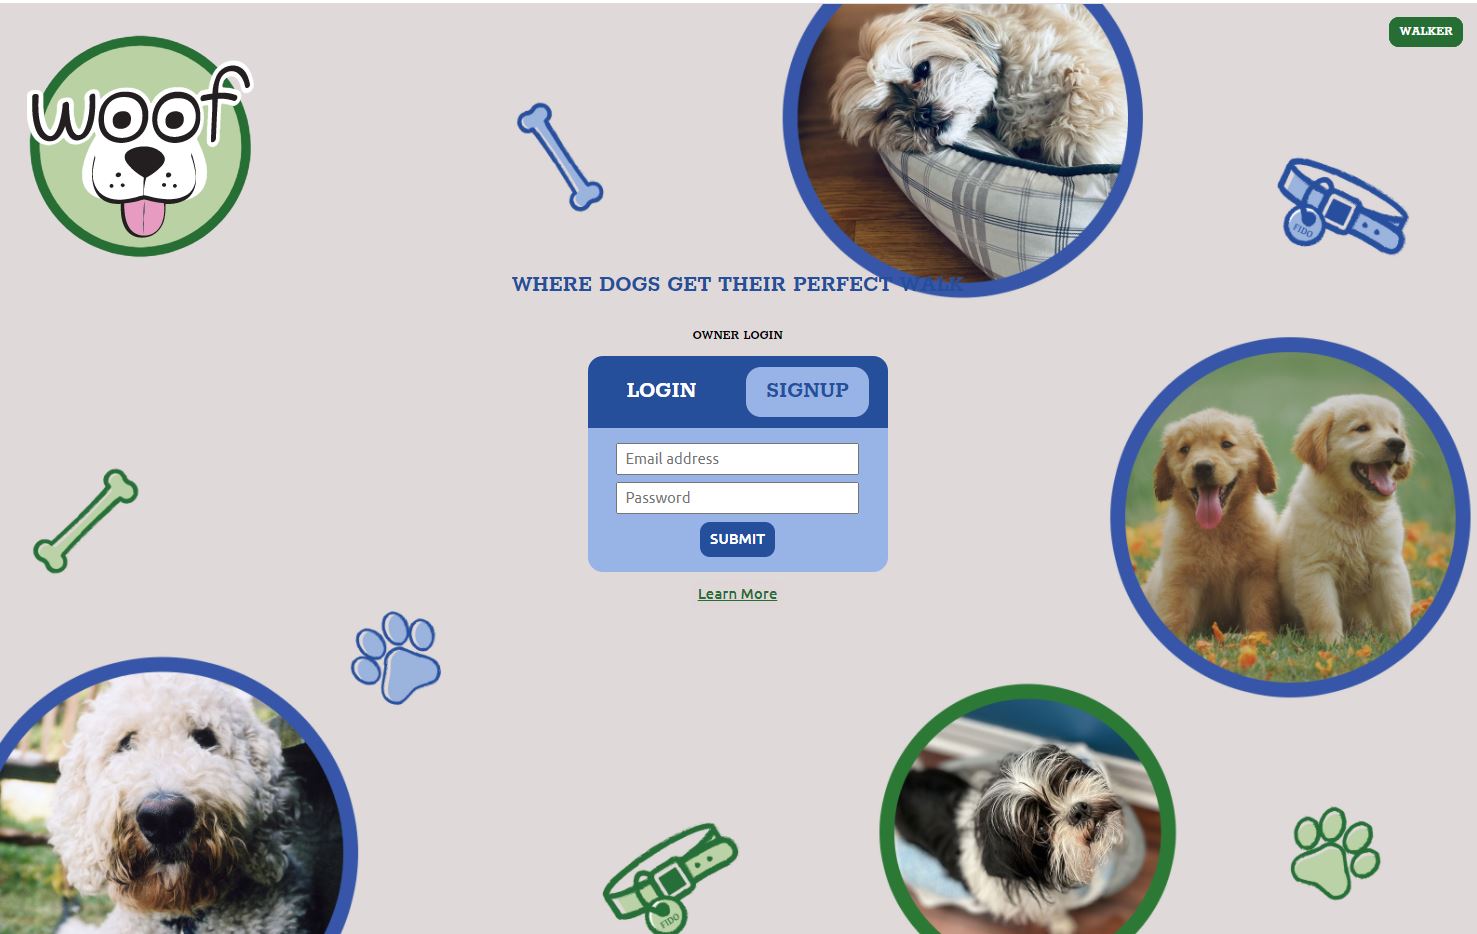 WALKER
woof
FIDO
WHERE DOGS GET THEIR PERFECT WALK
OWNER LOGIN
LOGIN
SIGNUP
Email address
Password
SUBMIT
Learn More
FIDO